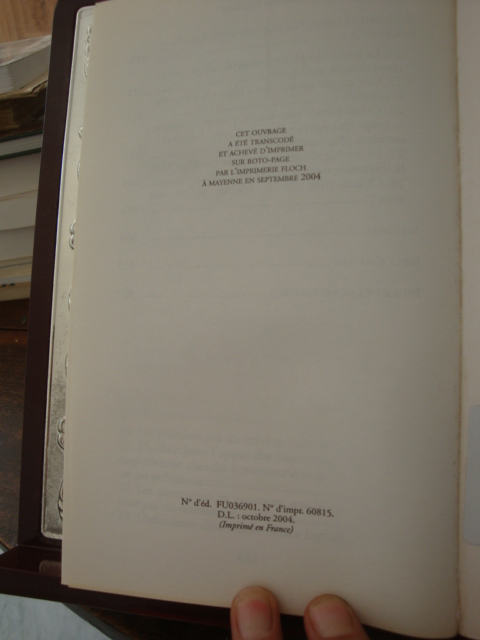 CET OUVRAGE
A ÉTÉ TRANSCODÉ
ET ACHEVÉ D'IMPRIMER
SUR ROTO-PAGE
PAR L'IMPRIMERIE FLOCH
À MAYENNE EN SEPTEMBRE 2004
N° d'éd. FU036901. N° d'impr. 60815.
D.L. : octobre 2004.
(Imprimé en France)